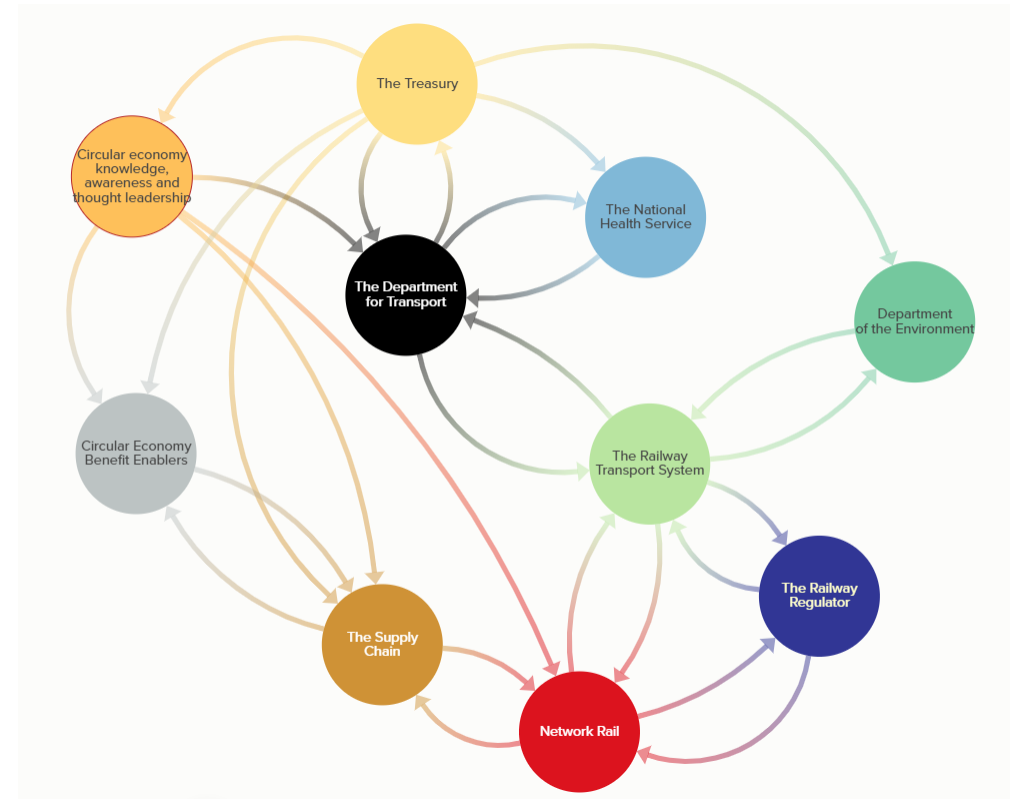 The Treasury
Circular economy
knowledge,
awareness and
thought leadership
The National
Health Service
The Department
for Transport
Department
of the Environment
Circular Economy
Benefit Enablers
The Railway
Transport System
The Railway
Regulator
The Supply
Chain
Network Rail